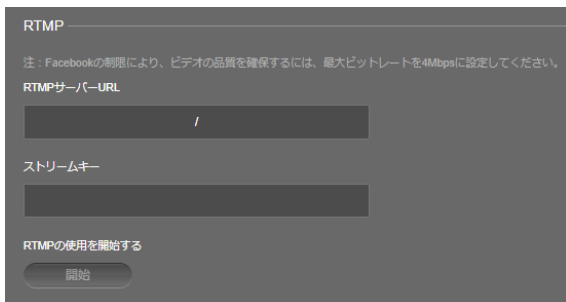 RTMP
注：Facebookの制限により、ビデオの品質を確保するには、最大ビットレートを4Mbpsに設定してください。
RTMPサーバーURL
/
ストリームキー
RTMPの使用を開始する
開始